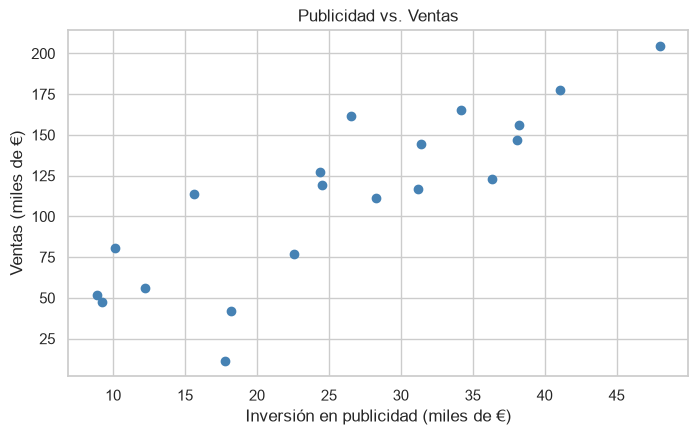 Publicidad vs. Ventas
Ventas (miles de €)
200
175
150
125
100
75
50
25
10 15 20 25 30 35 40 45
Inversión en publicidad (miles de €)